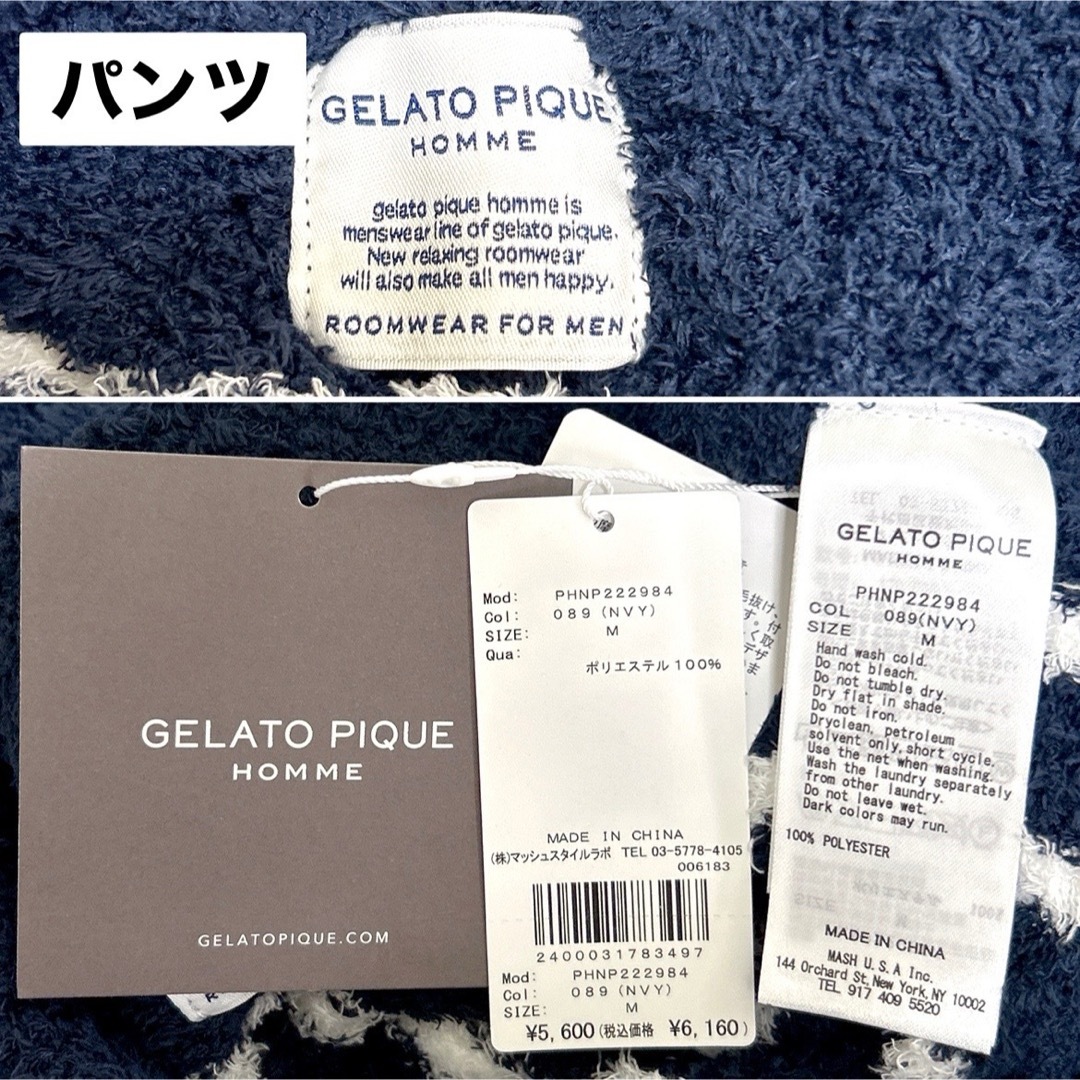 パンツ
GELATO PIQUE
HOMME
gelato pique homme is
menswear line of gelato pique.
New relaxing roomwear
will also make all men happy.
ROOMWEAR FOR MEN
GELATO PIQUE
HOMME
GELATOPIQUE.COM
Mod: PHNP222984
Col: 089 (NVY)
SIZE: M
Qua:
ポリエステル 100%
MADE IN CHINA
(株)マッシュスタイルラボ TEL 03-5778-4105
006183
2400031783497
Mod: PHNP222984
Col: 089 (NVY)
SIZE: M
¥5,600(税込価格 ¥6,160)
GELATO PIQUE
HOMME
PHNP222984
COL 089(NVY)
SIZE M
Hand wash cold.
Do not bleach.
Do not tumble dry.
Dry flat in shade.
Do not iron.
Dryclean, petroleum
solvent only, short cycle.
Use the net when washing.
Wash the laundry separately
from other laundry.
Do not leave wet.
Dark colors may run.
100% POLYESTER
MADE IN CHINA
MASH U.S.A Inc.
144 Orchard St, New York, NY 10002
TEL 917 409 5520